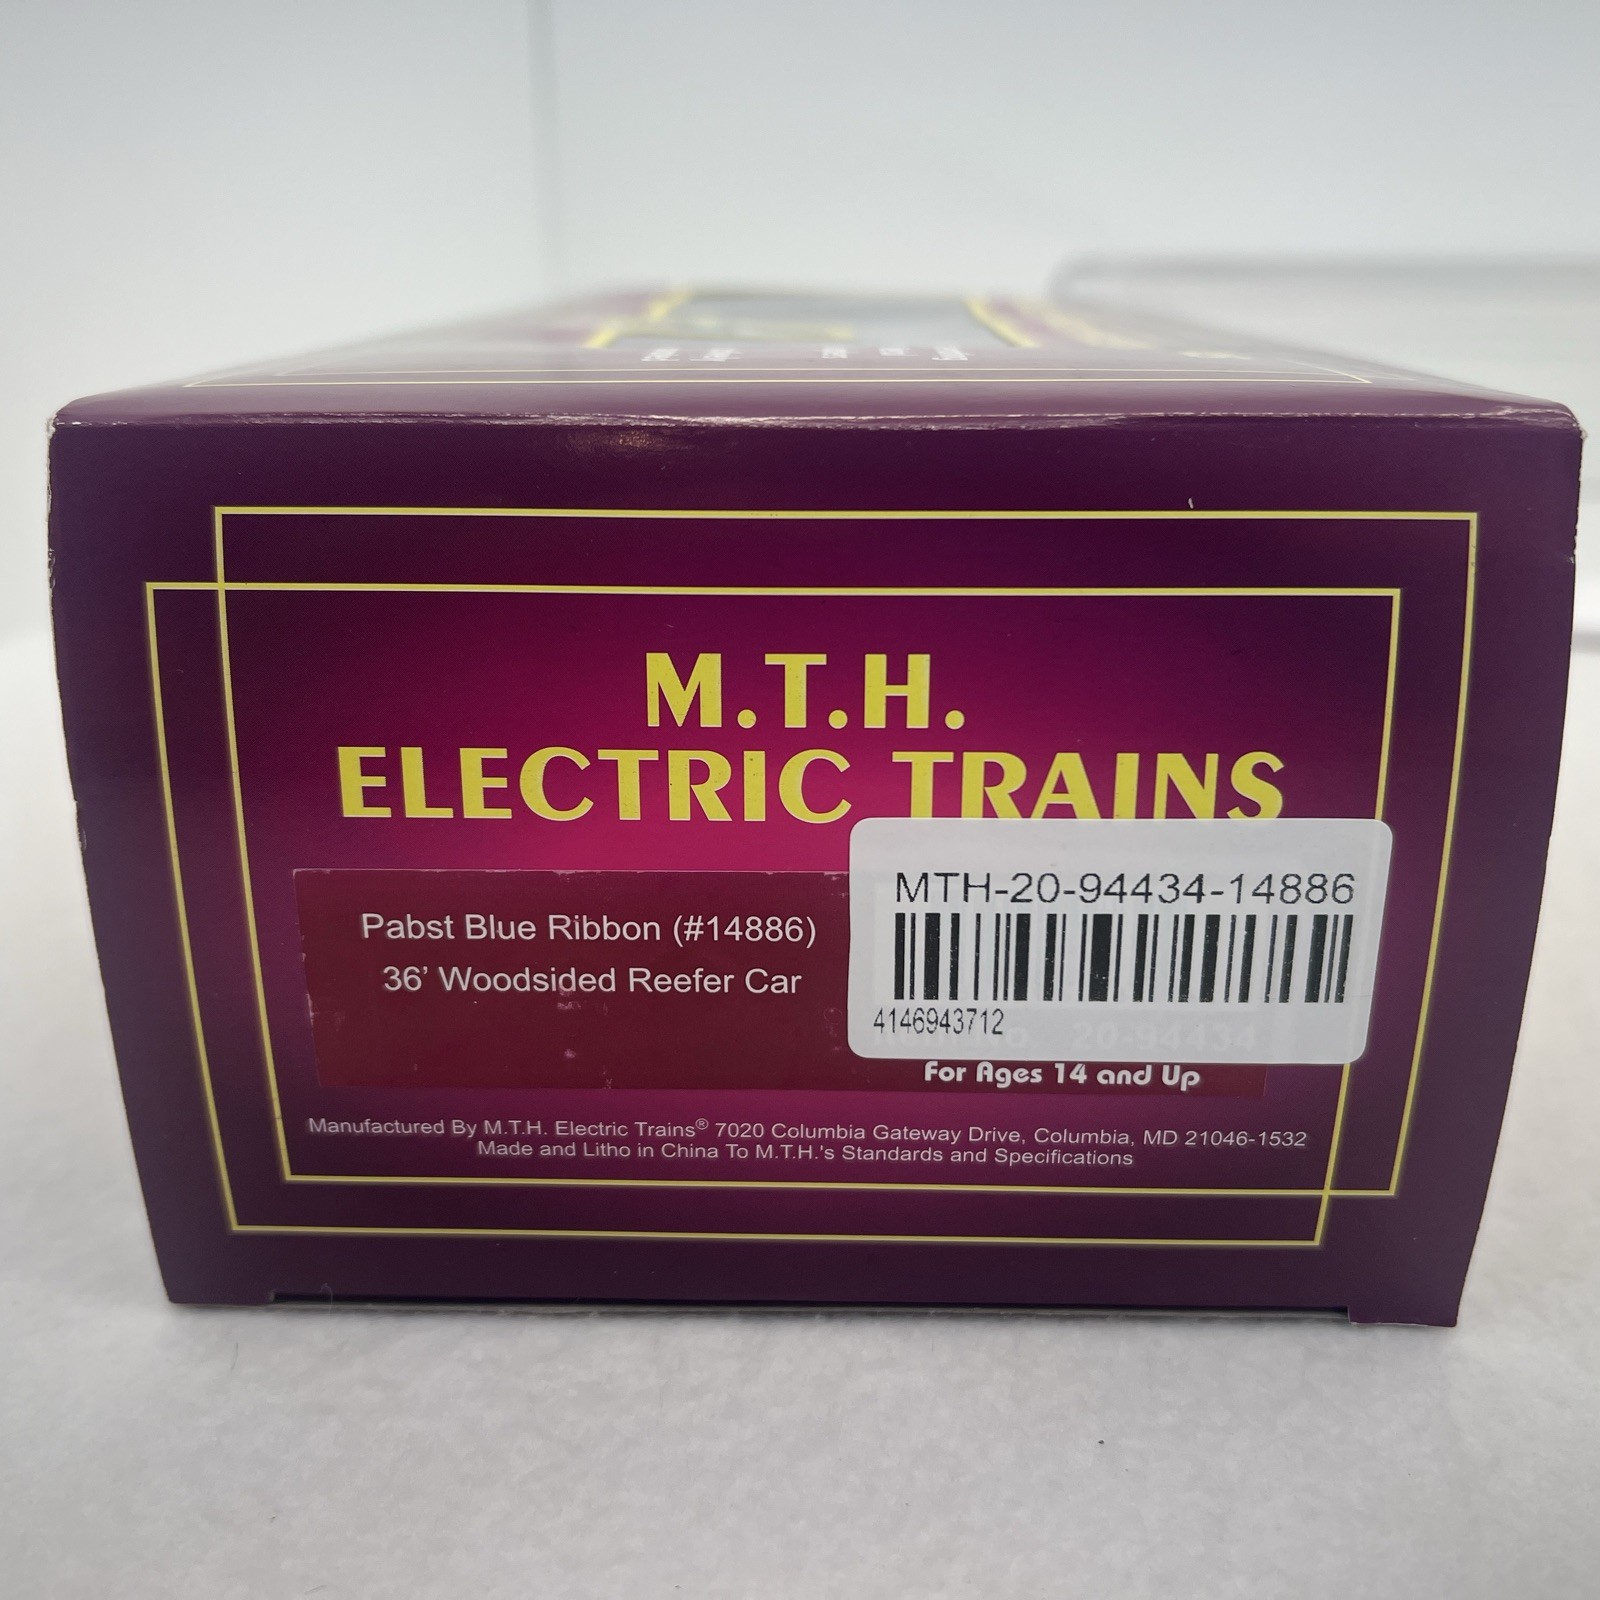 M.T.H.
ELECTRIC TRAINS
MTH-20-94434-14886
4146943712
Pabst Blue Ribbon (#14886)
36' Woodsided Reefer Car
20-94434
For Ages 14 and Up
Manufactured By M.T.H. Electric Trains® 7020 Columbia Gateway Drive, Columbia, MD 21046-1532
Made and Litho in China To M.T.H.'s Standards and Specifications